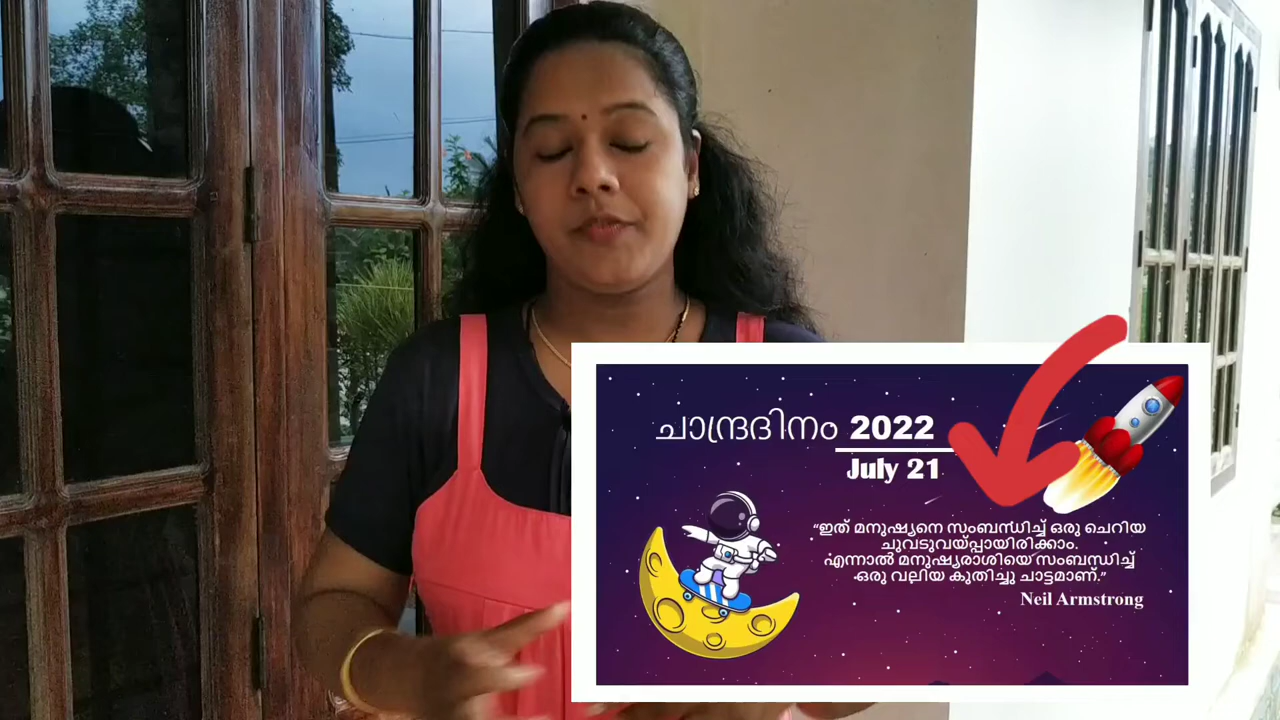 ചാന്ദ്രദിനം 2022
July 21
“ഇത് മനുഷ്യനെ സംബന്ധിച്ച് ഒരു ചെറിയ
ചുവടുവയ്പ്പായിരിക്കാം.
എന്നാൽ മനുഷ്യരാശിയെ സംബന്ധിച്ച്
ഒരു വലിയ കുതിച്ചു ചാട്ടമാണ്.”
Neil Armstrong